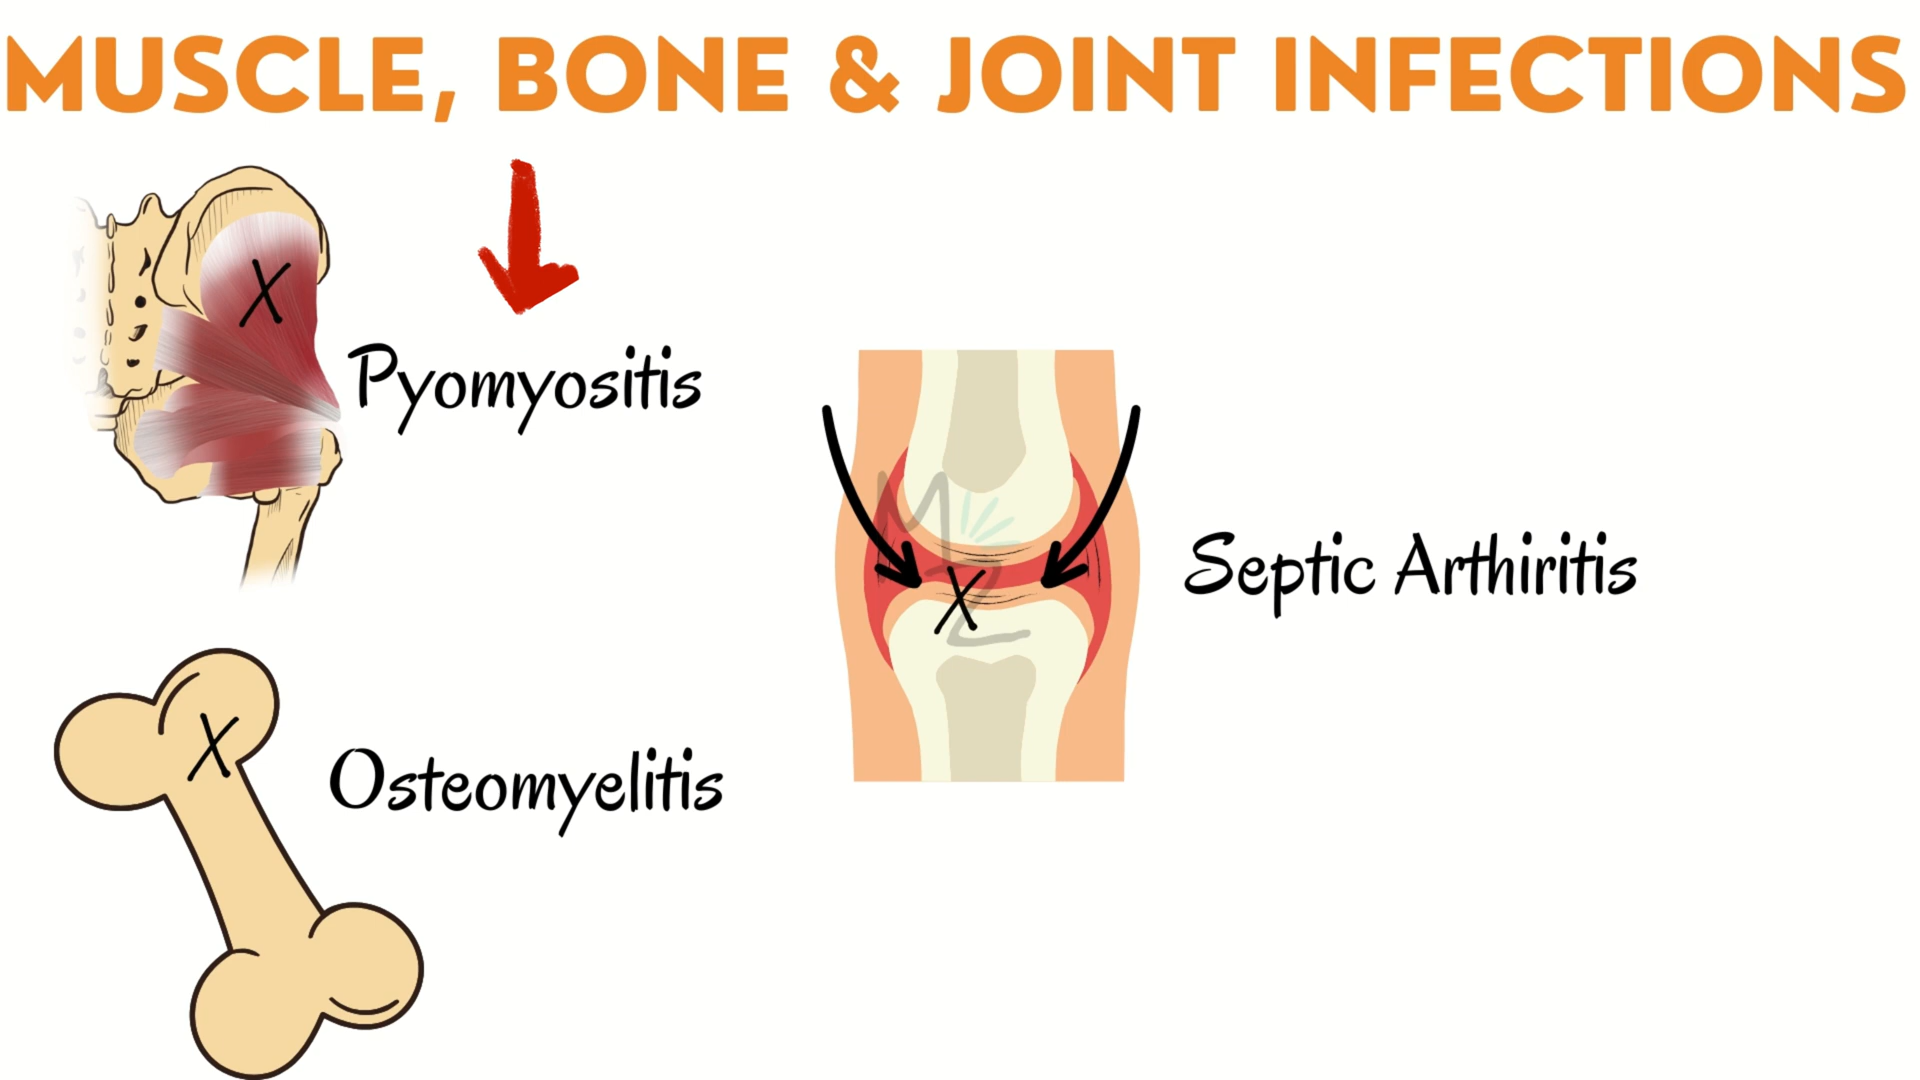 MUSCLE, BONE & JOINT INFECTIONS
X
Pyomyositis
X
Septic Arthiritis
X
Osteomyelitis